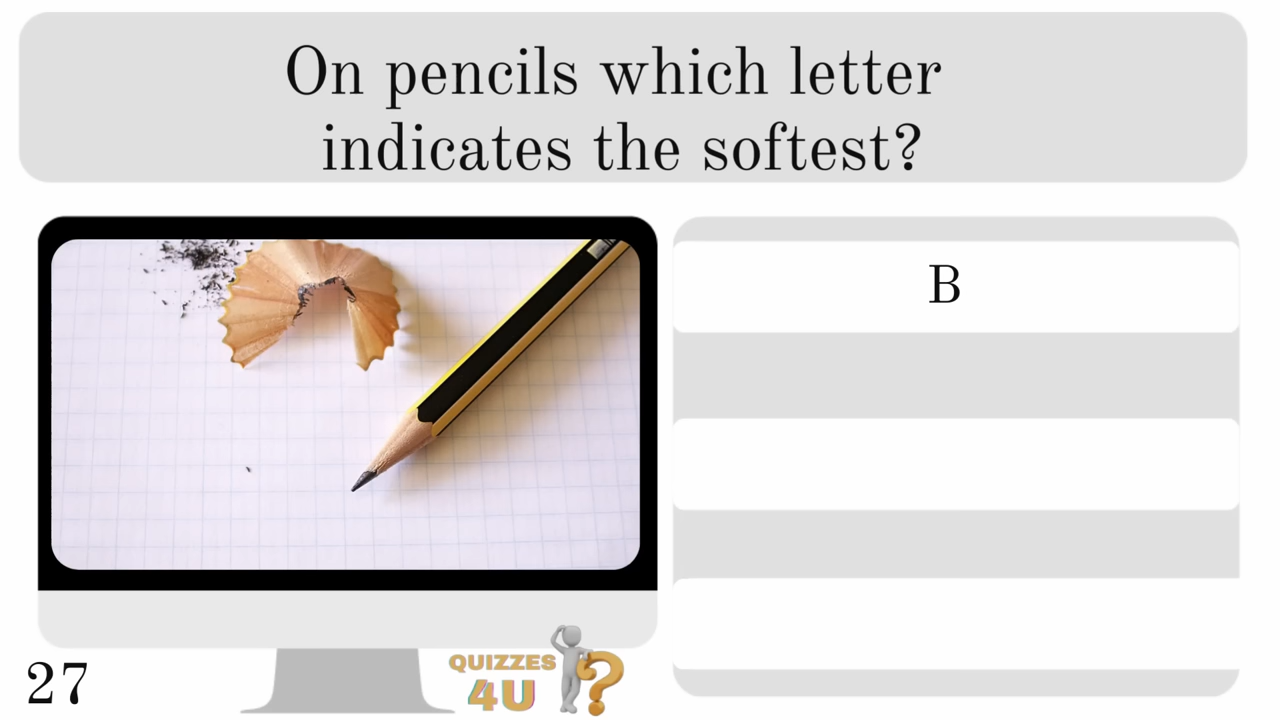 On pencils which letter
indicates the softest?
B
27
QUIZZES
4U